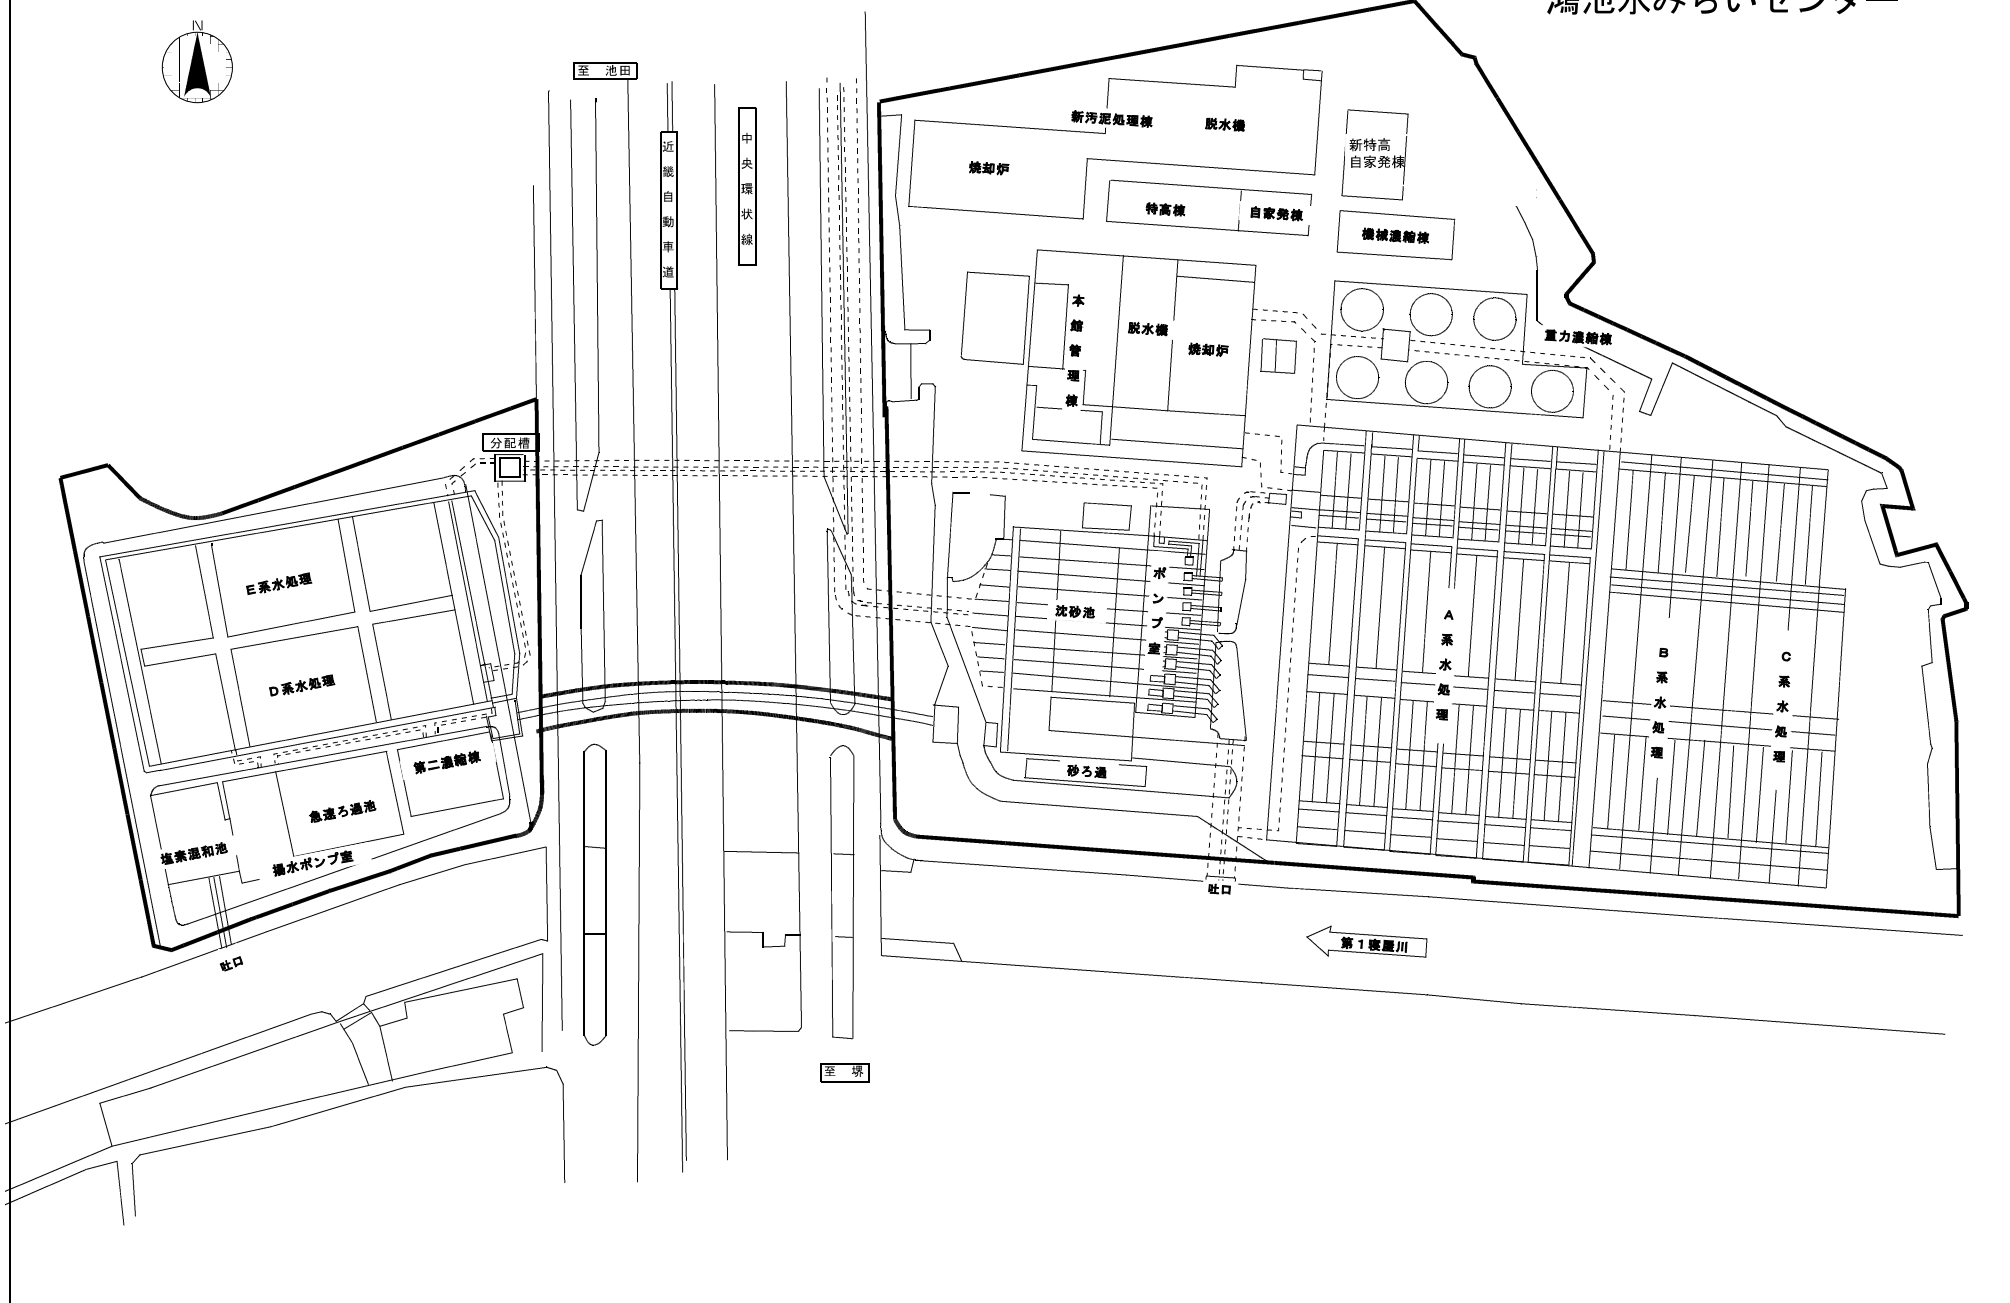 鴻池水みらいセンター
N
至 池田
近畿自動車道
中央環状線
新汚泥処理棟
脱水機
焼却炉
新特高
自家発棟
特高棟
自家発棟
機械濃縮棟
本館管理棟
脱水機
焼却炉
重力濃縮棟
分配槽
E系水処理
D系水処理
沈砂池
ポンプ室
A系水処理
B系水処理
C系水処理
第二濃縮棟
急速ろ過池
塩素混和池
揚水ポンプ室
砂ろ過
吐口
吐口
第1寝屋川
至 堺